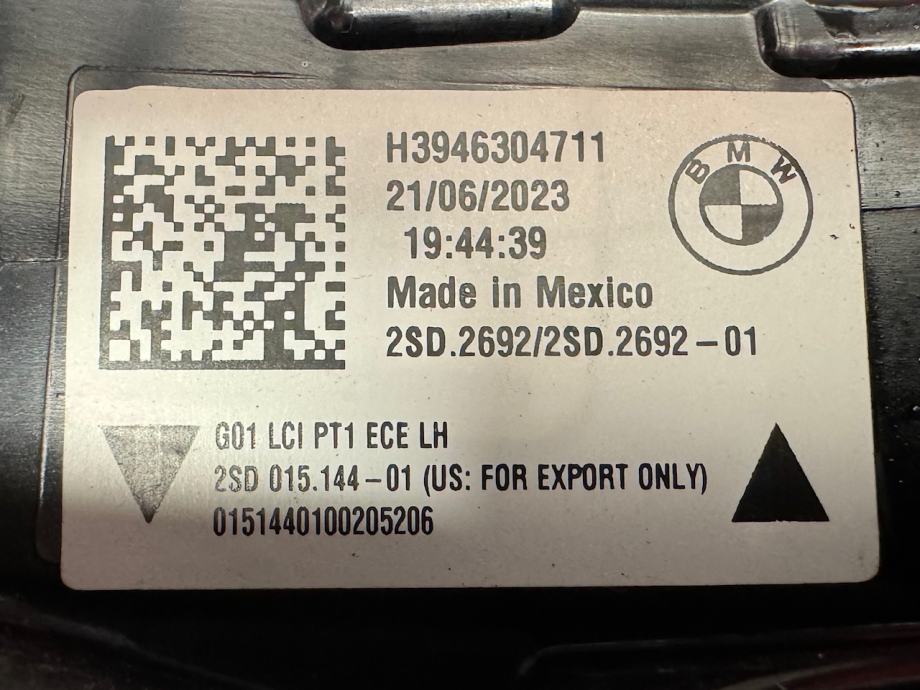 H3946304711
21/06/2023
19:44:39
Made in Mexico
2SD.2692/2SD.2692-01
BMW
G01 LCI PT1 ECE LH
2SD 015.144-01 (US: FOR EXPORT ONLY)
0151440100205206